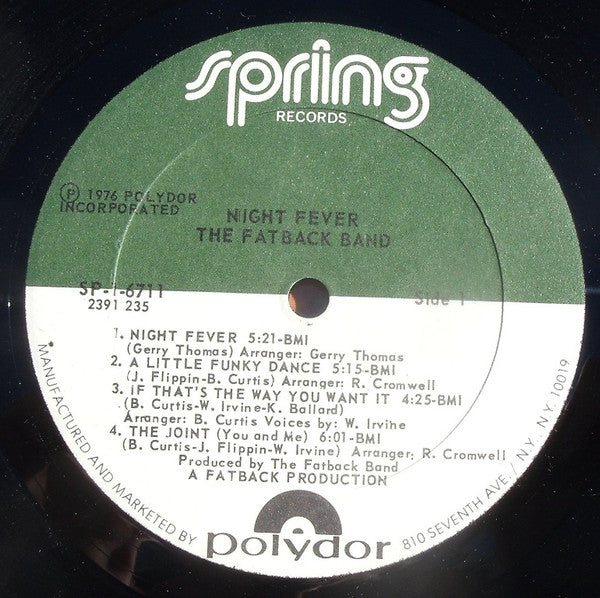 spring
RECORDS
Ⓟ 1976 POLYDOR
INCORPORATED
NIGHT FEVER
THE FATBACK BAND
SP-1-6711
2391 235
Side 1
1. NIGHT FEVER 5:21-BMI
(Gerry Thomas) Arranger: Gerry Thomas
2. A LITTLE FUNKY DANCE 5:15-BMI
(J. Flippin-B. Curtis) Arranger: R. Cromwell
3. IF THAT'S THE WAY YOU WANT IT 4:25-BMI
(B. Curtis-W. Irvine-K. Ballard)
Arranger: B. Curtis Voices by: W. Irvine
4. THE JOINT (You and Me) 6:01-BMI
(B. Curtis-J. Flippin-W. Irvine) Arranger: R. Cromwell
Produced by The Fatback Band
A FATBACK PRODUCTION
MANUFACTURED AND MARKETED BY
polydor
810 SEVENTH AVE./N.Y. N.Y. 10019